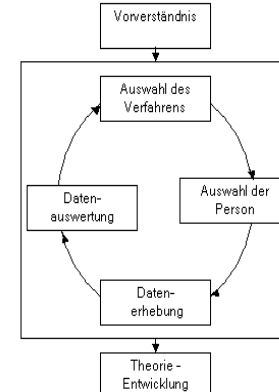 Vorverständnis
Auswahl des
Verfahrens
Auswahl der
Person
Daten-
erhebung
Daten-
auswertung
Theorie -
Entwicklung